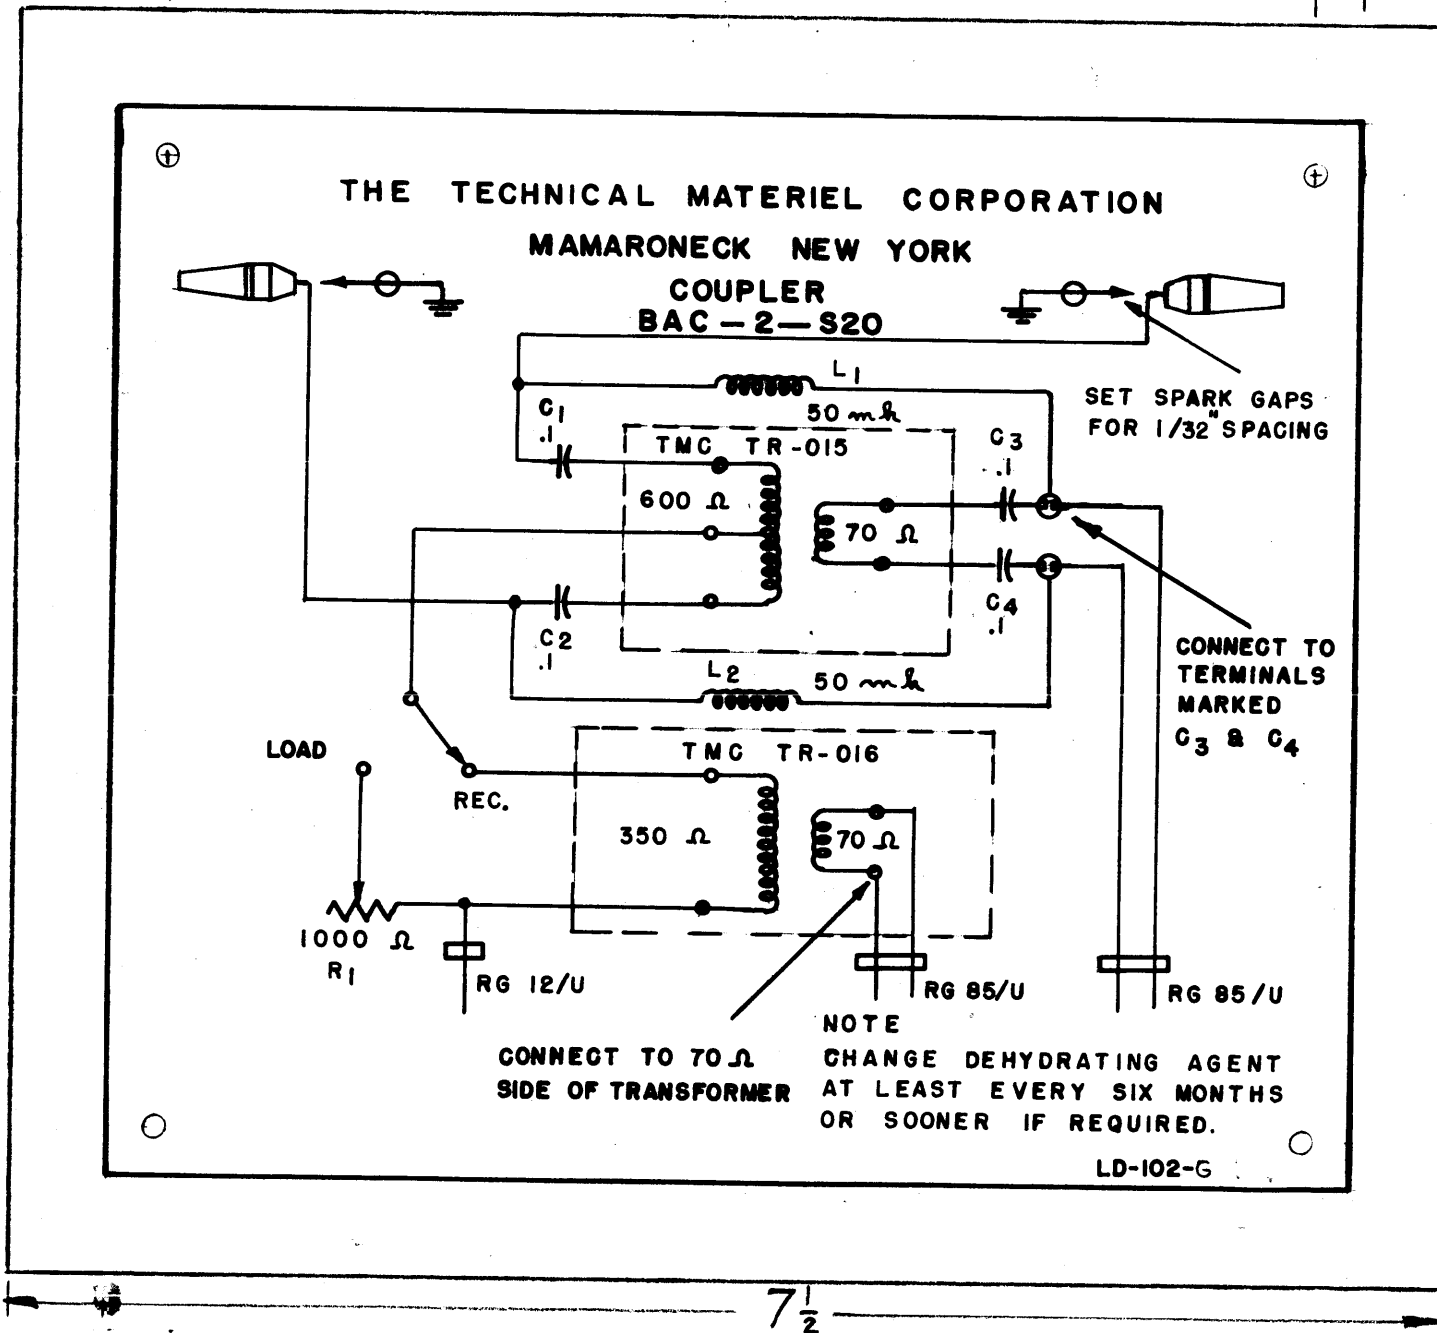 THE TECHNICAL MATERIEL CORPORATION
MAMARONECK NEW YORK
COUPLER
BAC-2-S20
L1
50 mh
SET SPARK GAPS
FOR 1/32" SPACING
C1
.1
TMC TR-015
C3
.1
600 Ω
70 Ω
C2
.1
C4
.1
L2
50 mh
CONNECT TO
TERMINALS
MARKED
C3 & C4
LOAD
REC.
TMC TR-016
350 Ω
70 Ω
1000 Ω
R1
RG 12/U
RG 85/U
RG 85/U
CONNECT TO 70 Ω
SIDE OF TRANSFORMER
NOTE
CHANGE DEHYDRATING AGENT
AT LEAST EVERY SIX MONTHS
OR SOONER IF REQUIRED.
LD-102-G
7 1/2